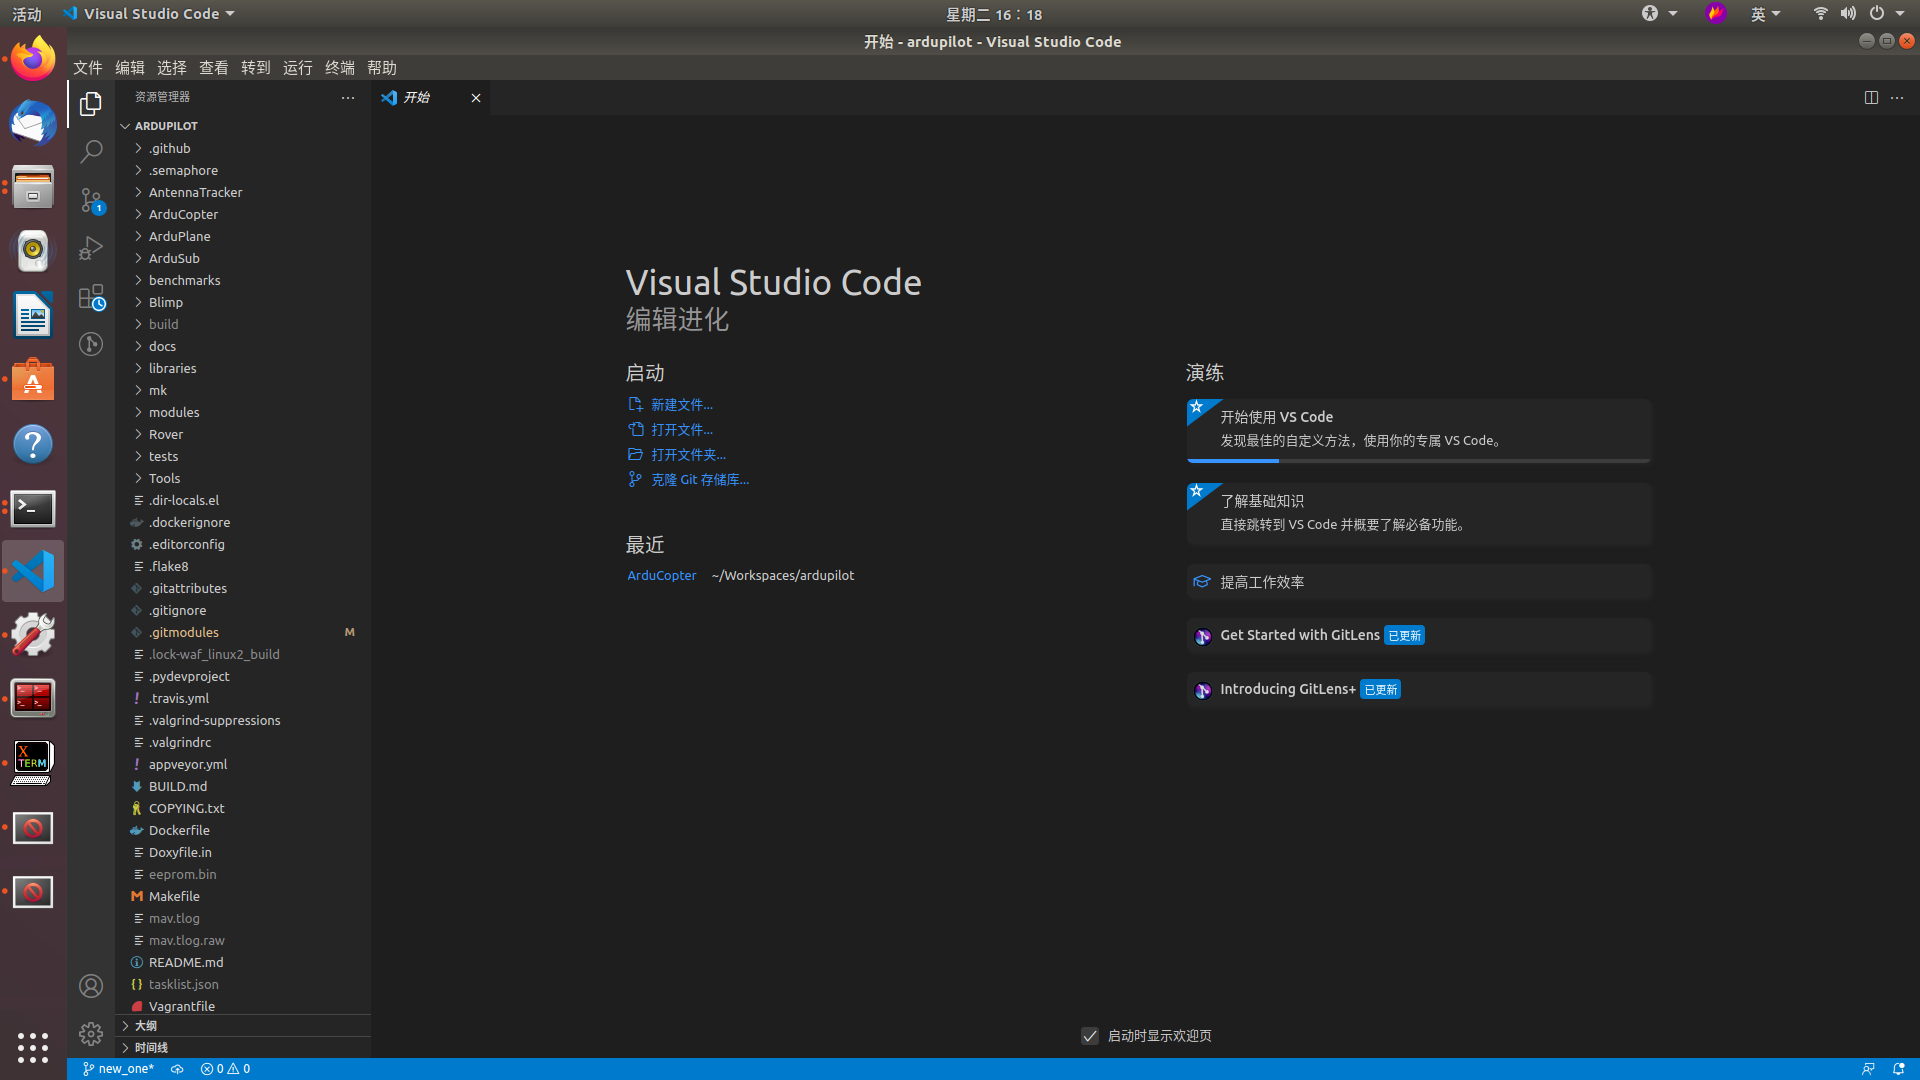 活动
Visual Studio Code
星期二 16：18
英
开始 - ardupilot - Visual Studio Code
文件 编辑 选择 查看 转到 运行 终端 帮助
资源管理器
开始
ARDUPILOT
.github
.semaphore
AntennaTracker
ArduCopter
ArduPlane
ArduSub
benchmarks
Blimp
build
docs
libraries
mk
modules
Rover
tests
Tools
.dir-locals.el
.dockerignore
.editorconfig
.flake8
.gitattributes
.gitignore
.gitmodules M
.lock-waf_linux2_build
.pydevproject
.travis.yml
.valgrind-suppressions
.valgrindrc
appveyor.yml
BUILD.md
COPYING.txt
Dockerfile
Doxyfile.in
eeprom.bin
Makefile
mav.tlog
mav.tlog.raw
README.md
tasklist.json
Vagrantfile
大纲
时间线
1
X
TERM
Visual Studio Code
编辑进化
启动
新建文件...
打开文件...
打开文件夹...
克隆 Git 存储库...
最近
ArduCopter ~/Workspaces/ardupilot
演练
开始使用 VS Code
发现最佳的自定义方法，使用你的专属 VS Code。
了解基础知识
直接跳转到 VS Code 并概要了解必备功能。
提高工作效率
Get Started with GitLens 已更新
Introducing GitLens+ 已更新
启动时显示欢迎页
new_one* 0 0